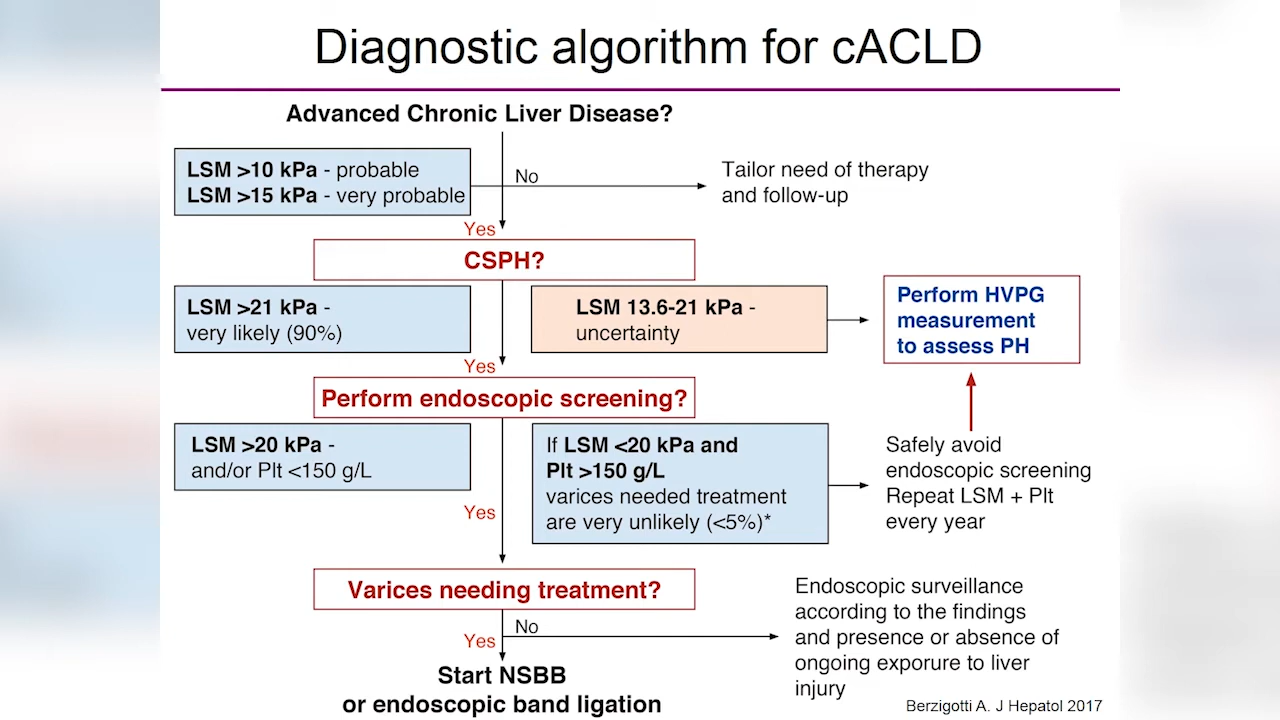 Diagnostic algorithm for cACLD
Advanced Chronic Liver Disease?
LSM >10 kPa - probable
LSM >15 kPa - very probable
No
Tailor need of therapy
and follow-up
Yes
CSPH?
LSM >21 kPa -
very likely (90%)
LSM 13.6-21 kPa -
uncertainty
Perform HVPG
measurement
to assess PH
Yes
Perform endoscopic screening?
LSM >20 kPa -
and/or Plt <150 g/L
If LSM <20 kPa and
Plt >150 g/L
varices needed treatment
are very unlikely (<5%)*
Safely avoid
endoscopic screening
Repeat LSM + Plt
every year
Yes
Varices needing treatment?
No
Yes
Endoscopic surveillance
according to the findings
and presence or absence of
ongoing exporure to liver
injury
Start NSBB
or endoscopic band ligation
Berzigotti A. J Hepatol 2017